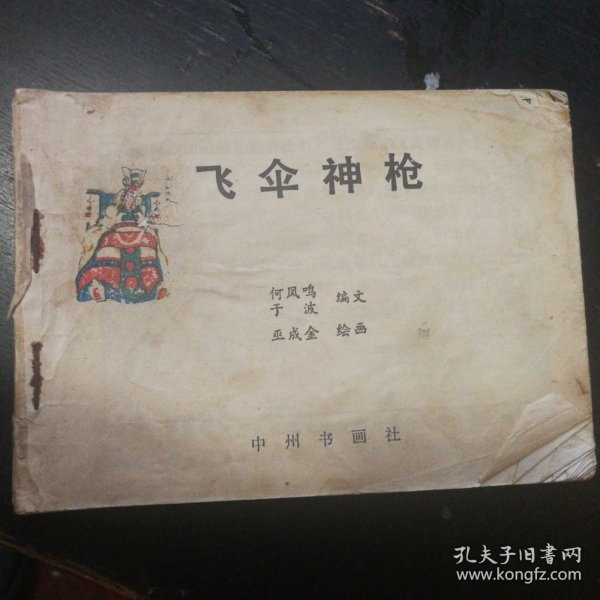 飞伞神枪
何凤鸣 编文
于波
巫成金 绘画
中州书画社
孔夫子旧书网
www.kongfz.com